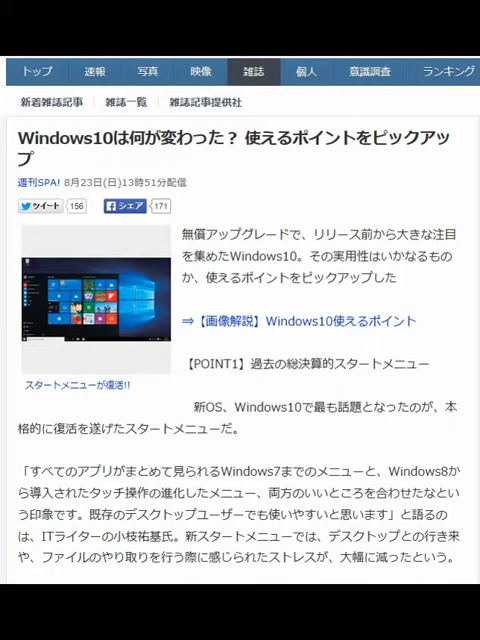 トップ 速報 写真 映像 雑誌 個人 意識調査 ランキング
新着雑誌記事 雑誌一覧 雑誌記事提供社
Windows10は何が変わった？ 使えるポイントをピックアッ
プ
週刊SPA! 8月23日(日)13時51分配信
ツイート 156 シェア 171
無償アップグレードで、リリース前から大きな注目
を集めたWindows10。その実用性はいかなるもの
か、使えるポイントをピックアップした
⇒【画像解説】Windows10使えるポイント
【POINT1】過去の総決算的スタートメニュー
スタートメニューが復活!!
新OS、Windows10で最も話題となったのが、本
格的に復活を遂げたスタートメニューだ。
「すべてのアプリがまとめて見られるWindows7までのメニューと、Windows8か
ら導入されたタッチ操作の進化したメニュー、両方のいいところを合わせたなとい
う印象です。既存のデスクトップユーザーでも使いやすいと思います」と語るの
は、ITライターの小枝祐基氏。新スタートメニューでは、デスクトップとの行き来
や、ファイルのやり取りを行う際に感じられたストレスが、大幅に減ったという。